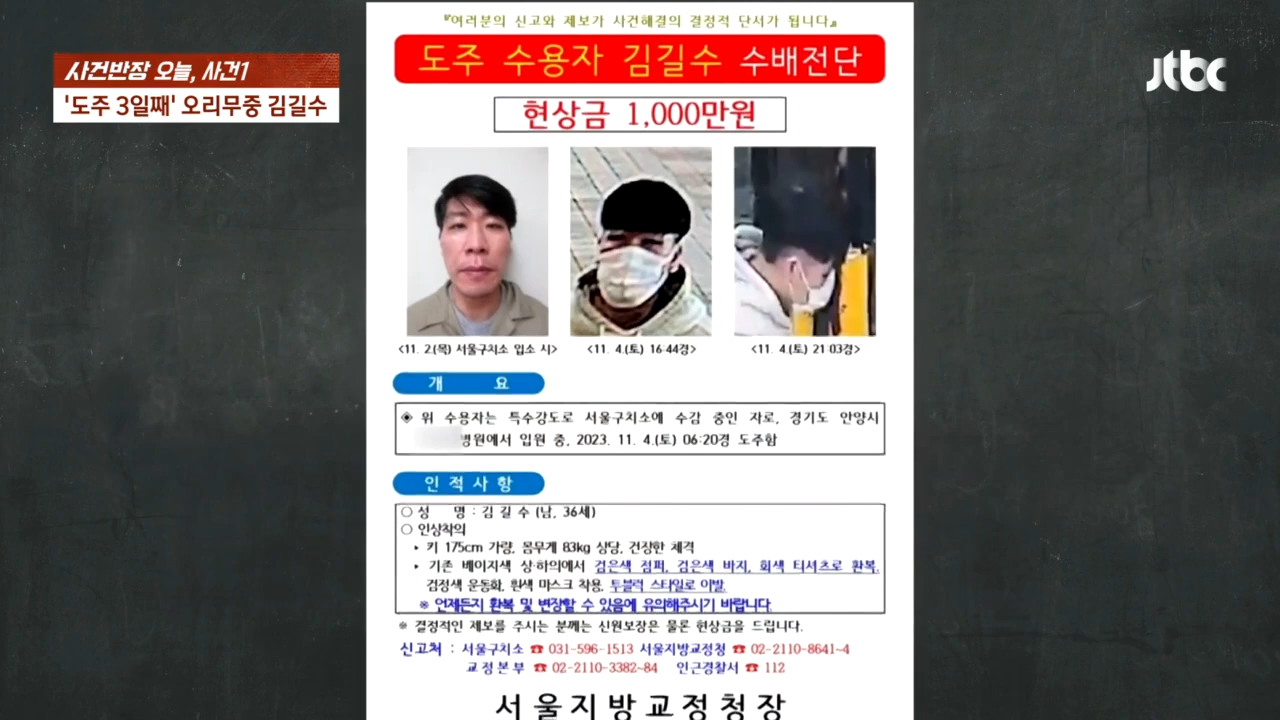 『여러분의 신고와 제보가 사건해결의 결정적 단서가 됩니다』
사건반장 오늘, 사건1
'도주 3일째' 오리무중 김길수
jtbc
도주 수용자 김길수 수배전단
현상금 1,000만원
<11. 2.(목) 서울구치소 입소 시> <11. 4.(토) 16:44경> <11. 4.(토) 21:03경>
개 요
◈ 위 수용자는 특수강도로 서울구치소에 수감 중인 자로, 경기도 안양시
병원에서 입원 중, 2023. 11. 4.(토) 06:20경 도주함
인 적 사 항
○ 성 명 : 김 길 수 (남, 36세)
○ 인상착의
▸ 키 175cm 가량, 몸무게 83kg 상당, 건장한 체격
▸ 기존 베이지색 상·하의에서 검은색 점퍼, 검은색 바지, 회색 티셔츠로 환복,
검정색 운동화, 흰색 마스크 착용, 투블럭 스타일로 이발
※ 언제든지 환복 및 변장할 수 있음에 유의해주시기 바랍니다.
※ 결정적인 제보를 주시는 분께는 신원보장은 물론 현상금을 드립니다.
신고처 : 서울구치소 ☎ 031-596-1513 서울지방교정청 ☎ 02-2110-8641~4
교정본부 ☎ 02-2110-3382~84 인근경찰서 ☎ 112
서울지방교정청장